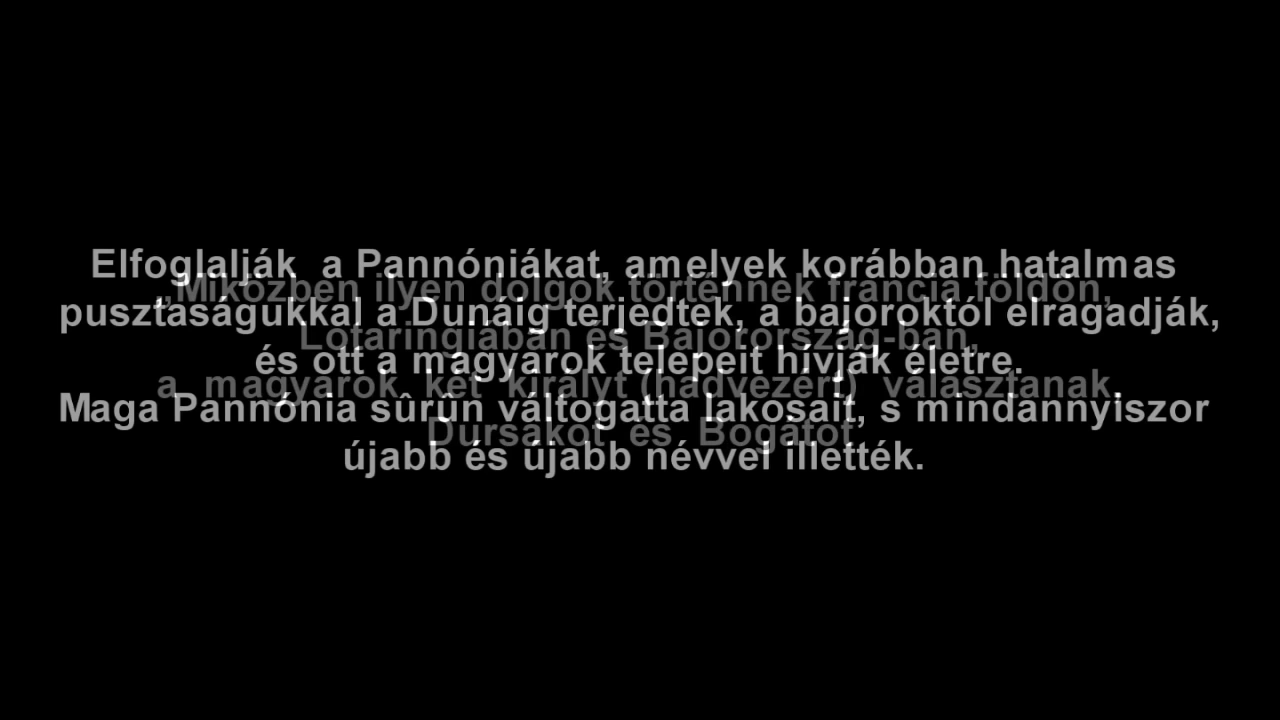 Elfoglalják a Pannóniákat, amelyek korábban hatalmas
pusztaságukkal a Dunáig terjedtek, a bajoroktól elragadják,
és ott a magyarok telepeit hívják életre.
Maga Pannónia sûrûn váltogatta lakosait, s mindannyiszor
újabb és újabb névvel illették.
„Miközben ilyen dolgok történnek francia földön,
Lotaringiában és Bajorország-ban,
a magyarok két királyt (hadvezért) választanak,
Dursakot és Bogátot